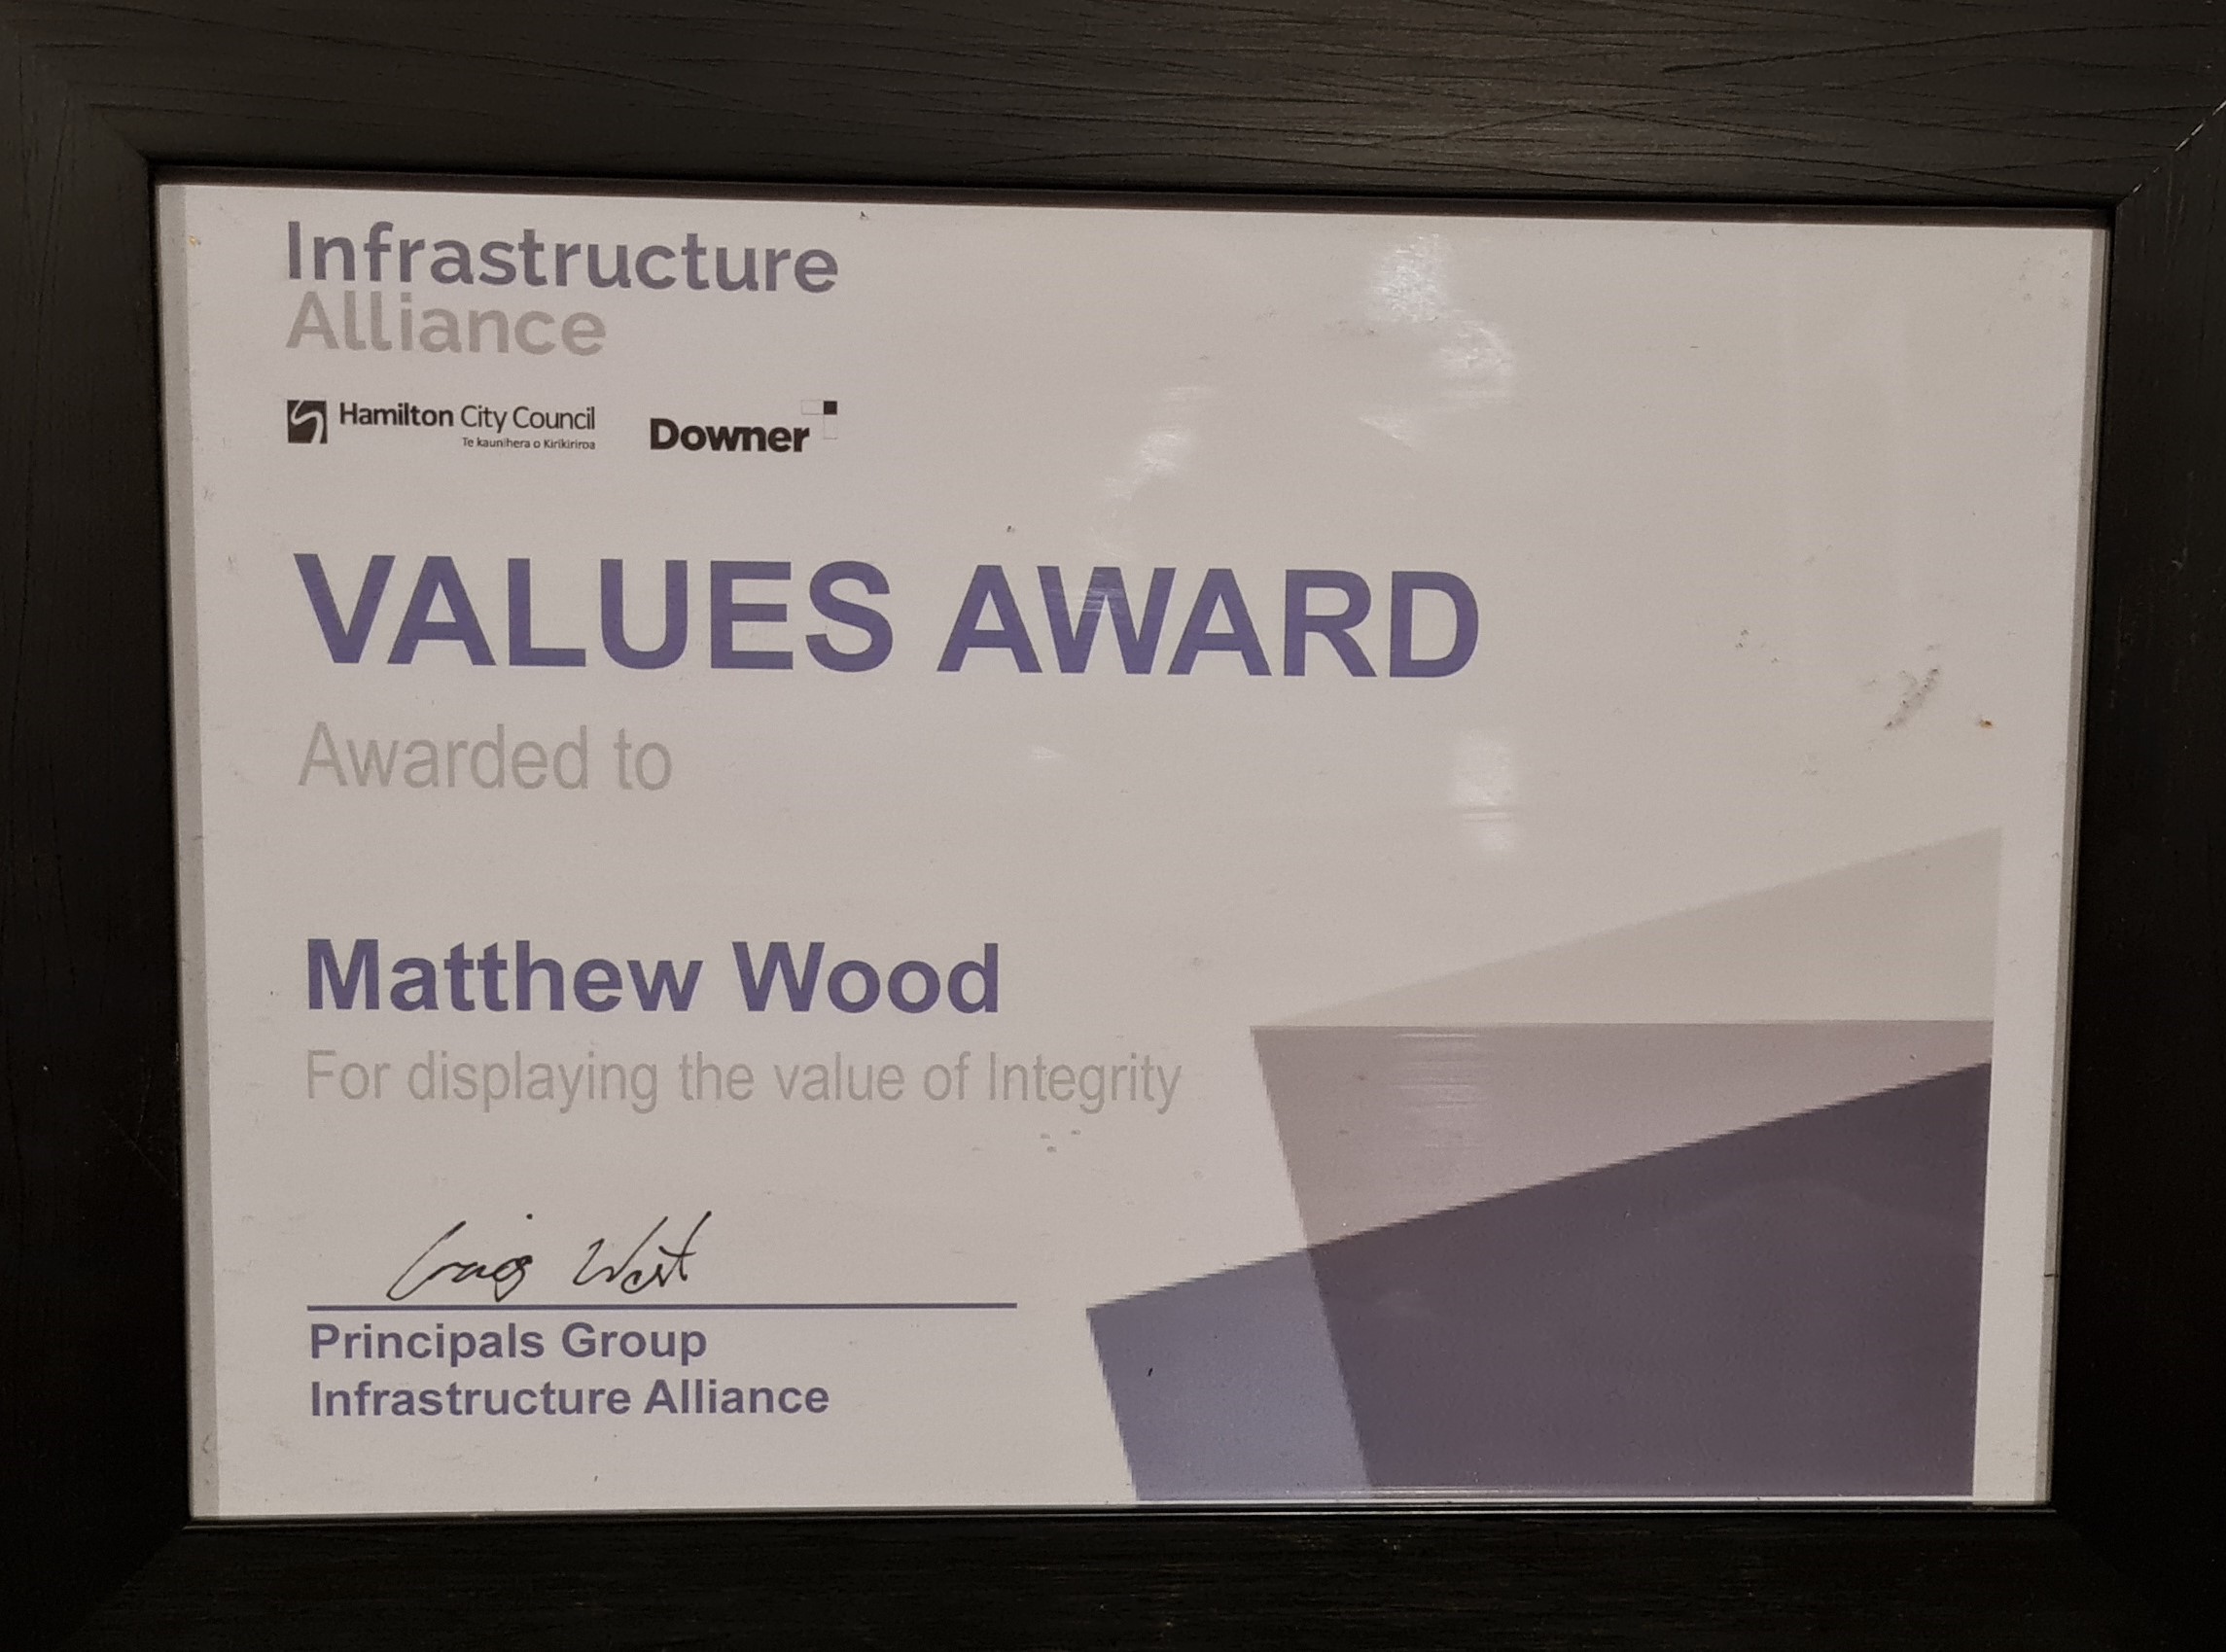 Infrastructure
Alliance
Hamilton City Council
Te kaunihera o Kirikiriroa
Downer
VALUES AWARD
Awarded to
Matthew Wood
For displaying the value of Integrity
Craig West
Principals Group
Infrastructure Alliance